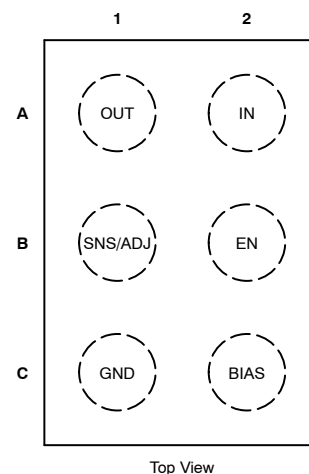 1 2
A OUT IN
B SNS/ADJ EN
C GND BIAS
Top View